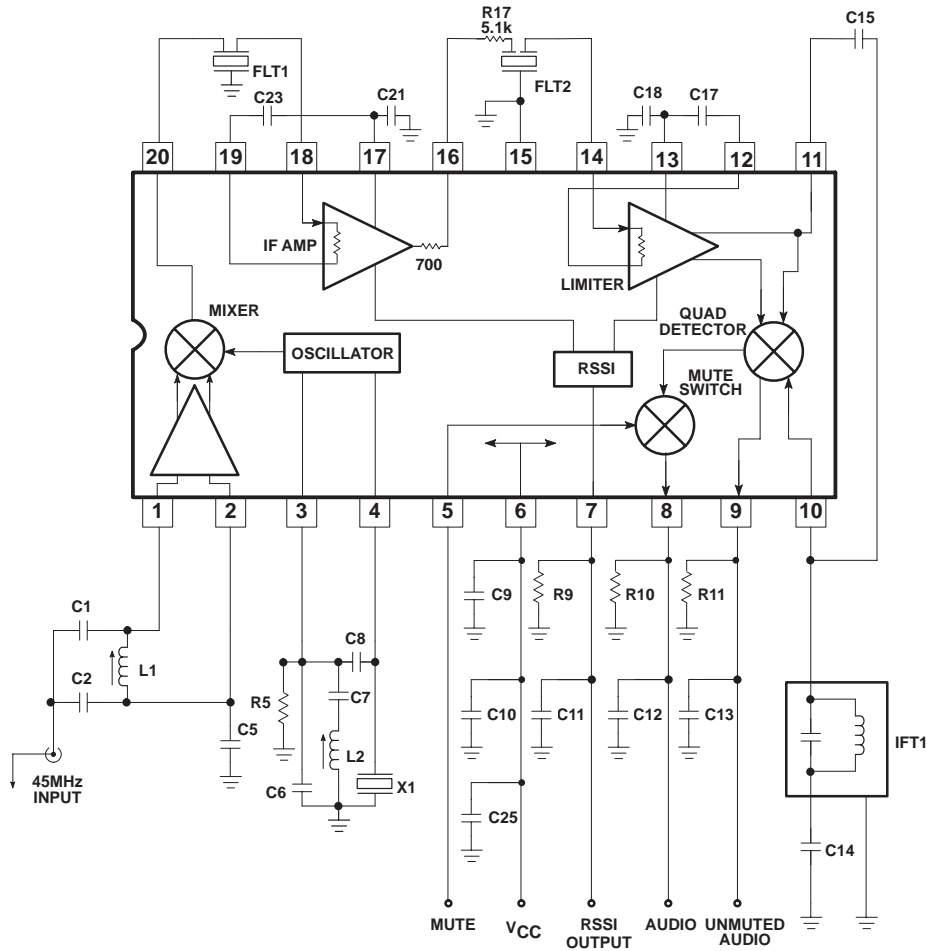 R17
5.1k
C15
FLT1
FLT2
C23
C21
C18
C17
20
19
18
17
16
15
14
13
12
11
IF AMP
700
LIMITER
MIXER
OSCILLATOR
RSSI
QUAD
DETECTOR
MUTE
SWITCH
1
2
3
4
5
6
7
8
9
10
C1
L1
C2
C5
45MHz
INPUT
R5
C8
C7
L2
C6
X1
C9
R9
R10
R11
C10
C11
C12
C13
C25
IFT1
C14
MUTE
VCC
RSSI
OUTPUT
AUDIO
UNMUTED
AUDIO